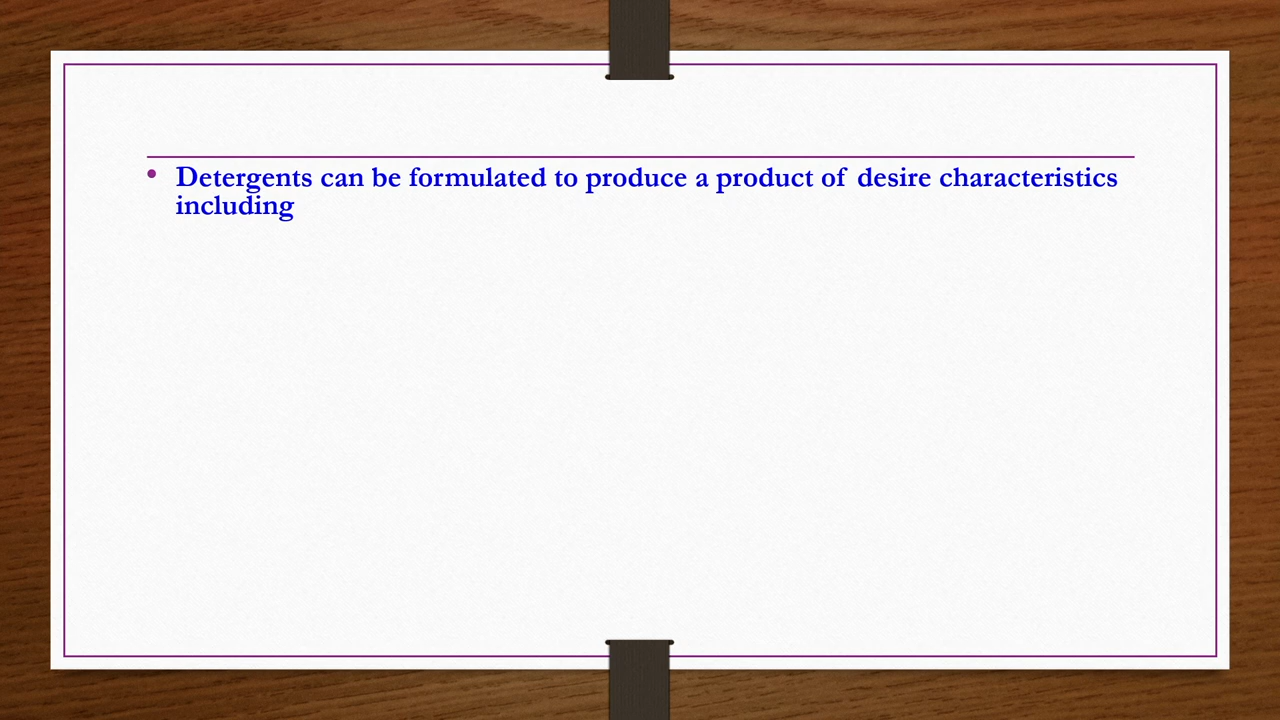 • Detergents can be formulated to produce a product of desire characteristics
including